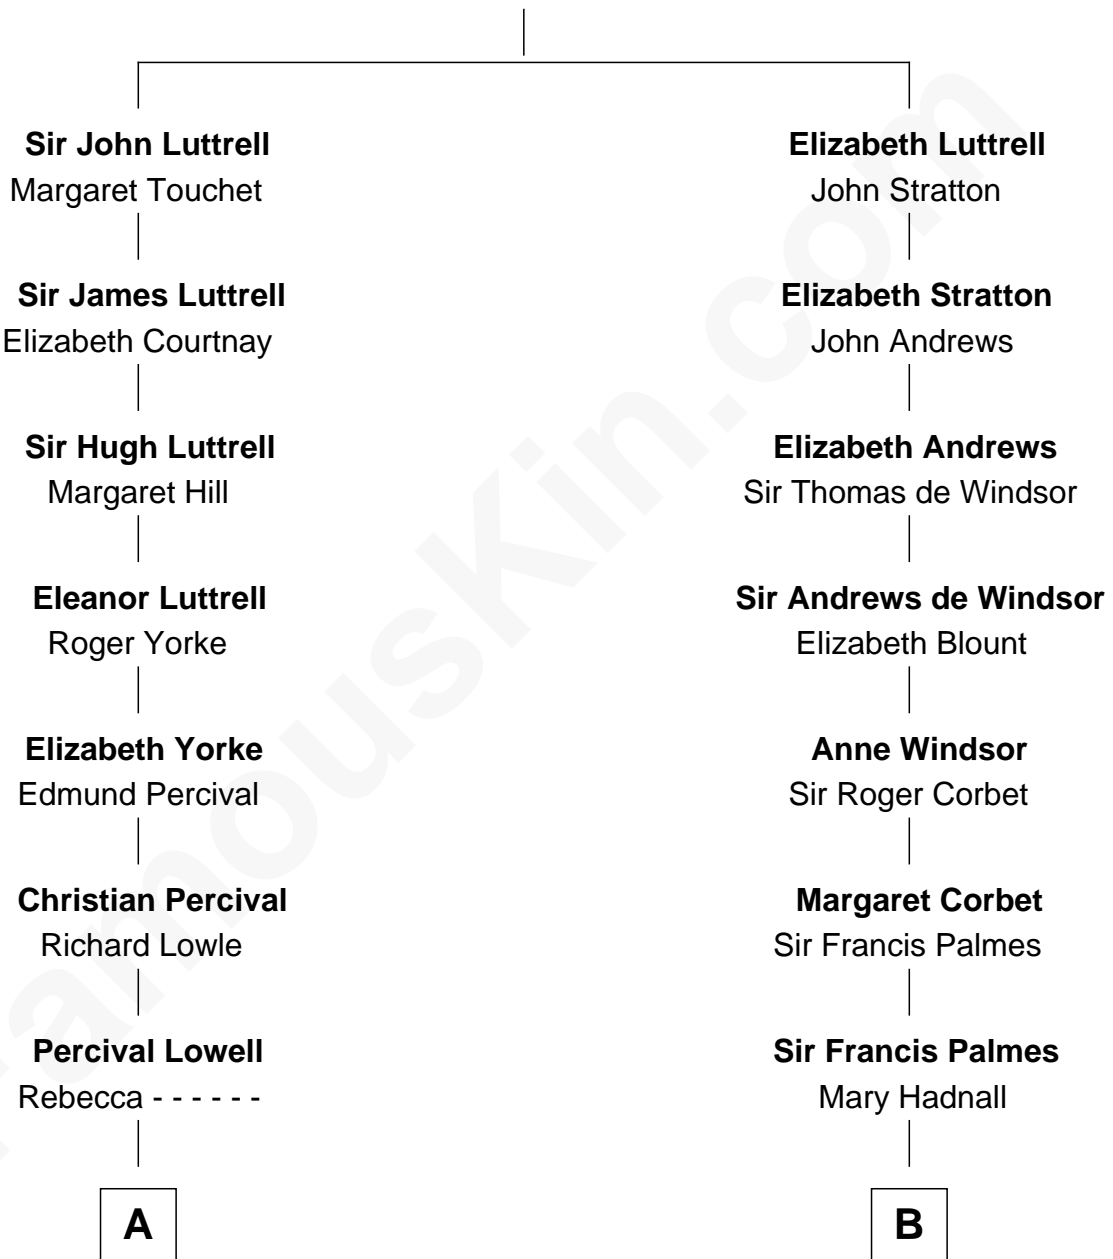 Sir John Luttrell
Margaret Touchet
Sir James Luttrell
Elizabeth Courtnay
Sir Hugh Luttrell
Margaret Hill
Eleanor Luttrell
Roger Yorke
Elizabeth Yorke
Edmund Percival
Christian Percival
Richard Lowle
Percival Lowell
Rebecca - - - - - -
A
Elizabeth Luttrell
John Stratton
Elizabeth Stratton
John Andrews
Elizabeth Andrews
Sir Thomas de Windsor
Sir Andrews de Windsor
Elizabeth Blount
Anne Windsor
Sir Roger Corbet
Margaret Corbet
Sir Francis Palmes
Sir Francis Palmes
Mary Hadnall
B
FamousKin.com